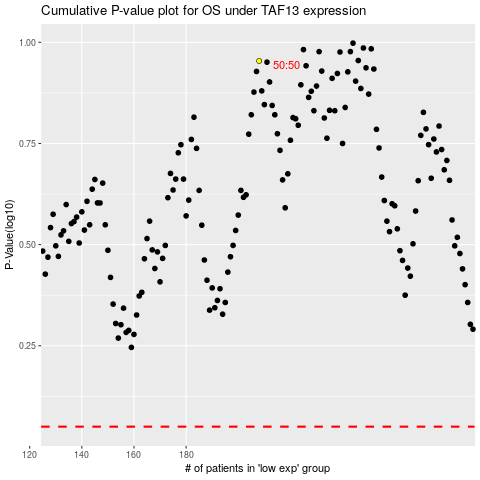 Cumulative P-value plot for OS under TAF13 expression
1.00
50:50
0.75
P-Value(log10)
0.50
0.25
120 140 160 180
# of patients in 'low exp' group